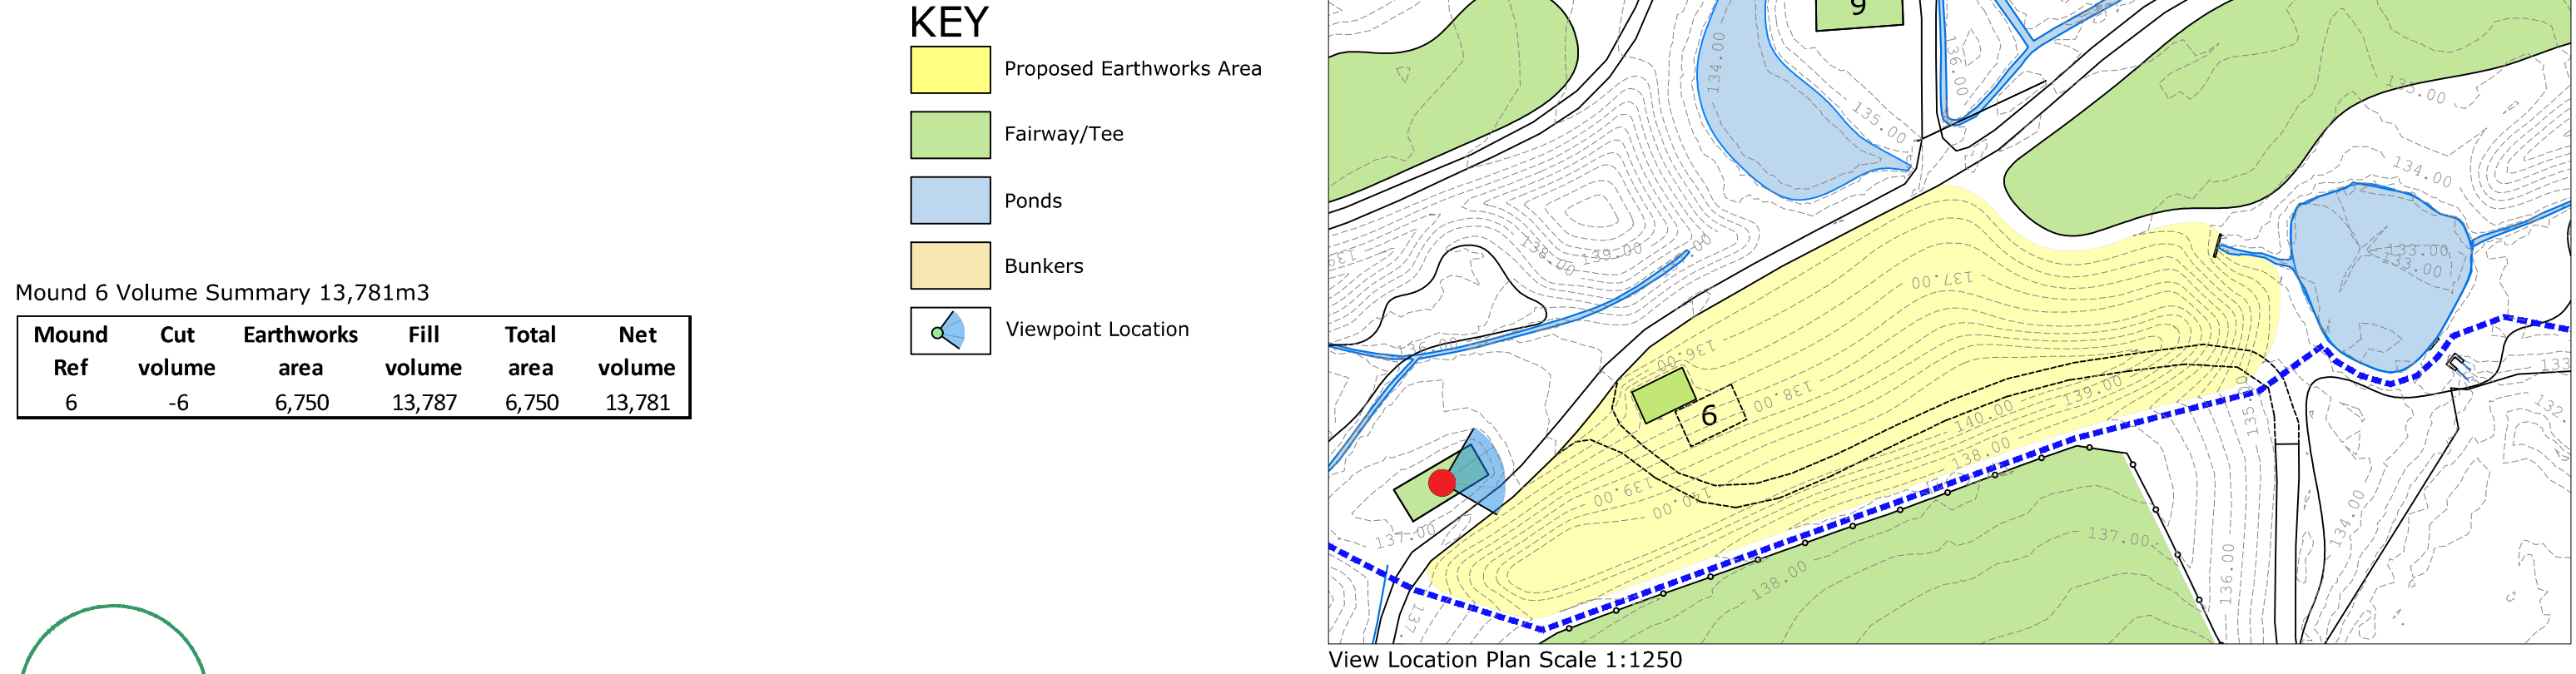 KEY
Proposed Earthworks Area
Fairway/Tee
Ponds
Bunkers
Viewpoint Location
Mound 6 Volume Summary 13,781m3
Mound Ref Cut volume Earthworks area Fill volume Total area Net volume
6 -6 6,750 13,787 6,750 13,781
9
134.00
136.00
135.00
135.00
134.00
138.00
139.00
133.00
133.00
137.00
136.00
136.00
138.00
6
139.00
140.00
138.00
135.00
139.00
140.00
137.00
137.00
138.00
136.00
134.00
View Location Plan Scale 1:1250